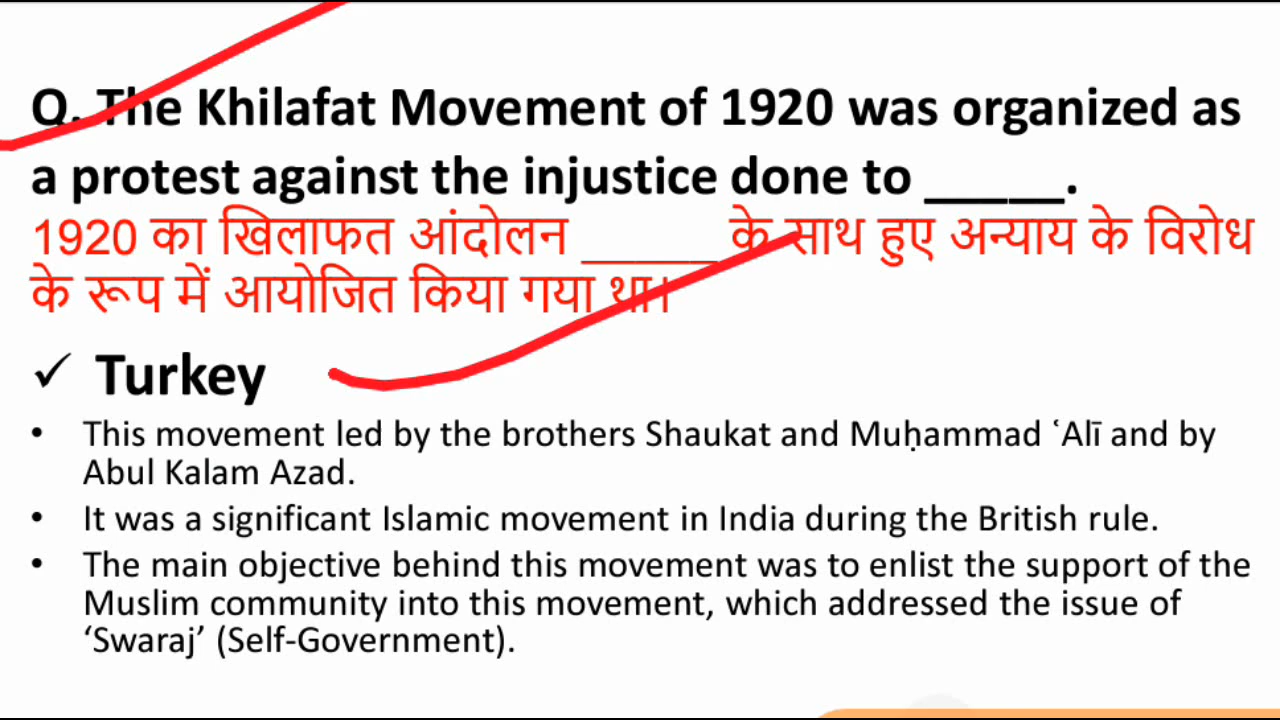 Q. The Khilafat Movement of 1920 was organized as
a protest against the injustice done to _____.
1920 का खिलाफत आंदोलन ______ के साथ हुए अन्याय के विरोध
के रूप में आयोजित किया गया था।
✓ Turkey
• This movement led by the brothers Shaukat and Muḥammad ʿAlī and by
Abul Kalam Azad.
• It was a significant Islamic movement in India during the British rule.
• The main objective behind this movement was to enlist the support of the
Muslim community into this movement, which addressed the issue of
‘Swaraj’ (Self-Government).